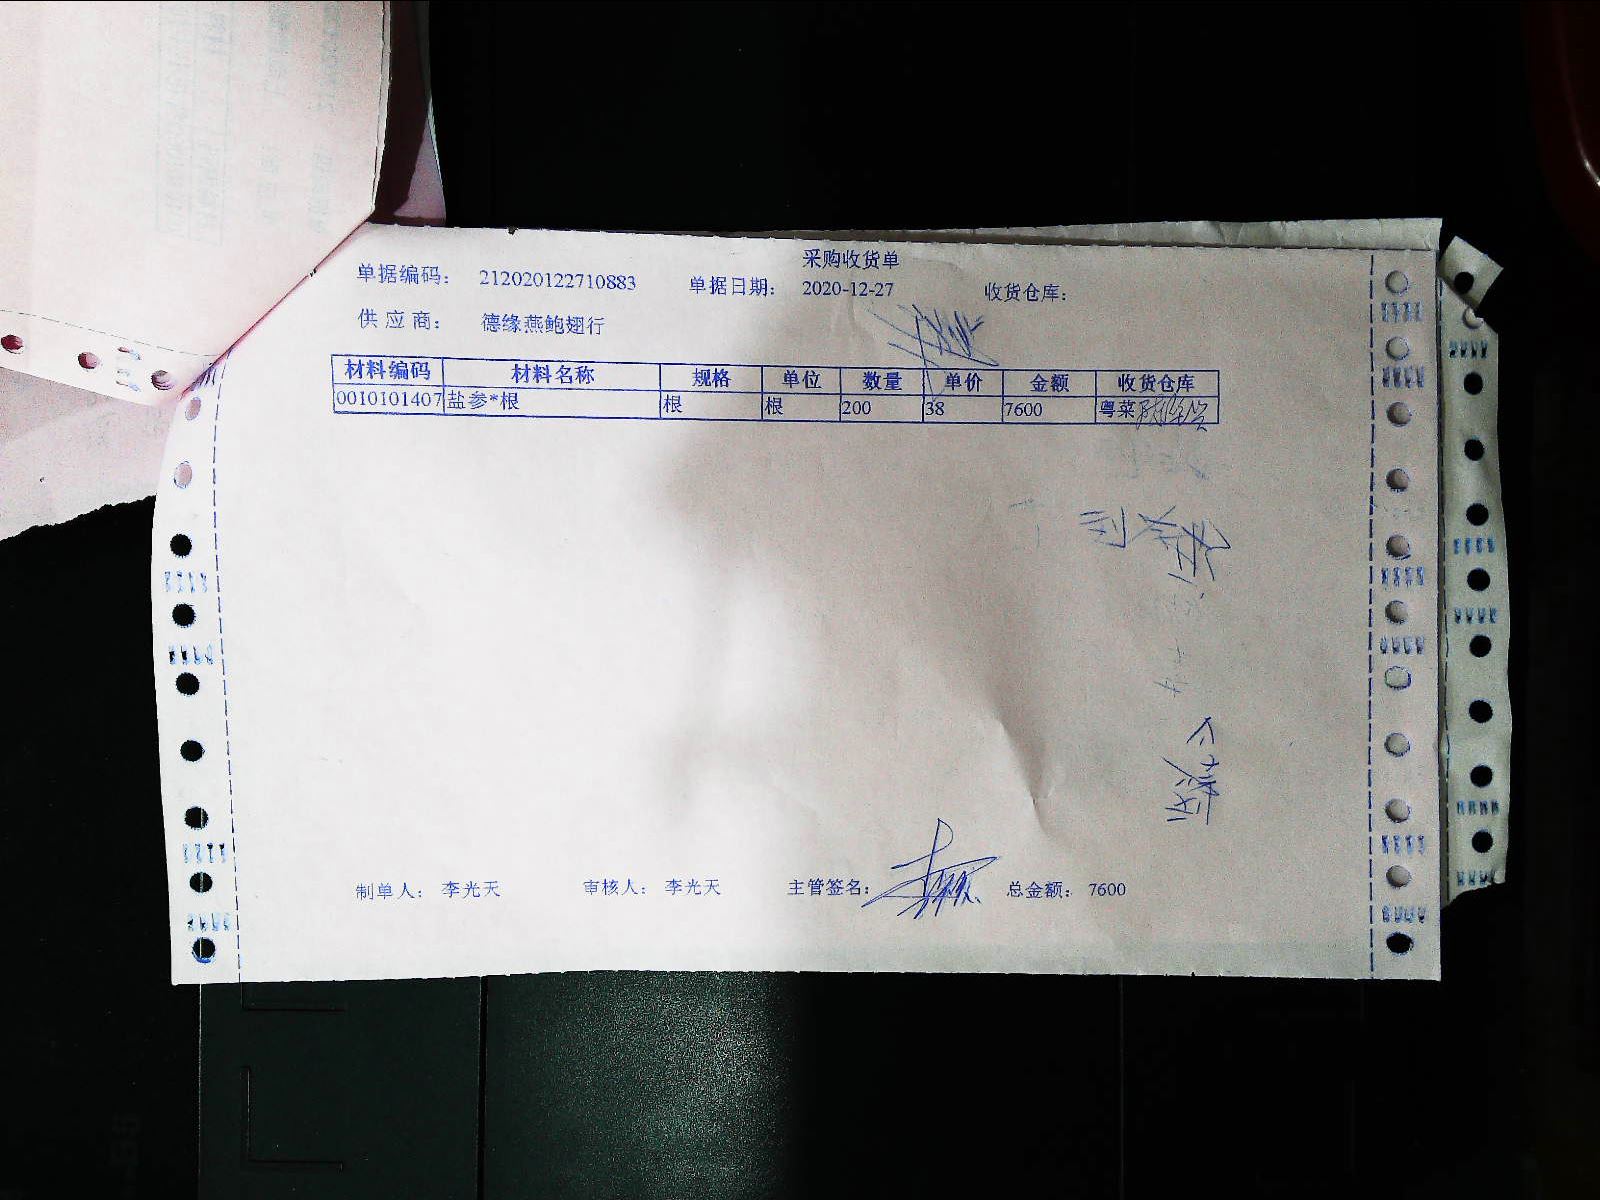 采购收货单
单据编码： 212020122710883 单据日期： 2020-12-27 收货仓库：
供 应 商： 德缘燕鲍翅行
材料编码 材料名称 规格 单位 数量 单价 金额 收货仓库
0010101407 盐参*根 根 根 200 38 7600 粤菜
制单人： 李光天 审核人： 李光天 主管签名： 总金额： 7600